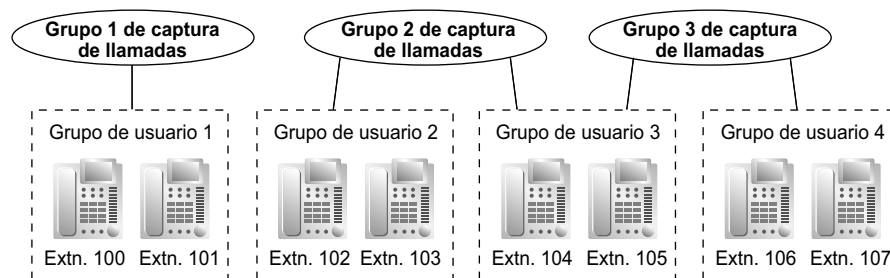 Grupo 1 de captura
de llamadas
Grupo 2 de captura
de llamadas
Grupo 3 de captura
de llamadas
Grupo de usuario 1
Grupo de usuario 2
Grupo de usuario 3
Grupo de usuario 4
Extn. 100 Extn. 101
Extn. 102 Extn. 103
Extn. 104 Extn. 105
Extn. 106 Extn. 107